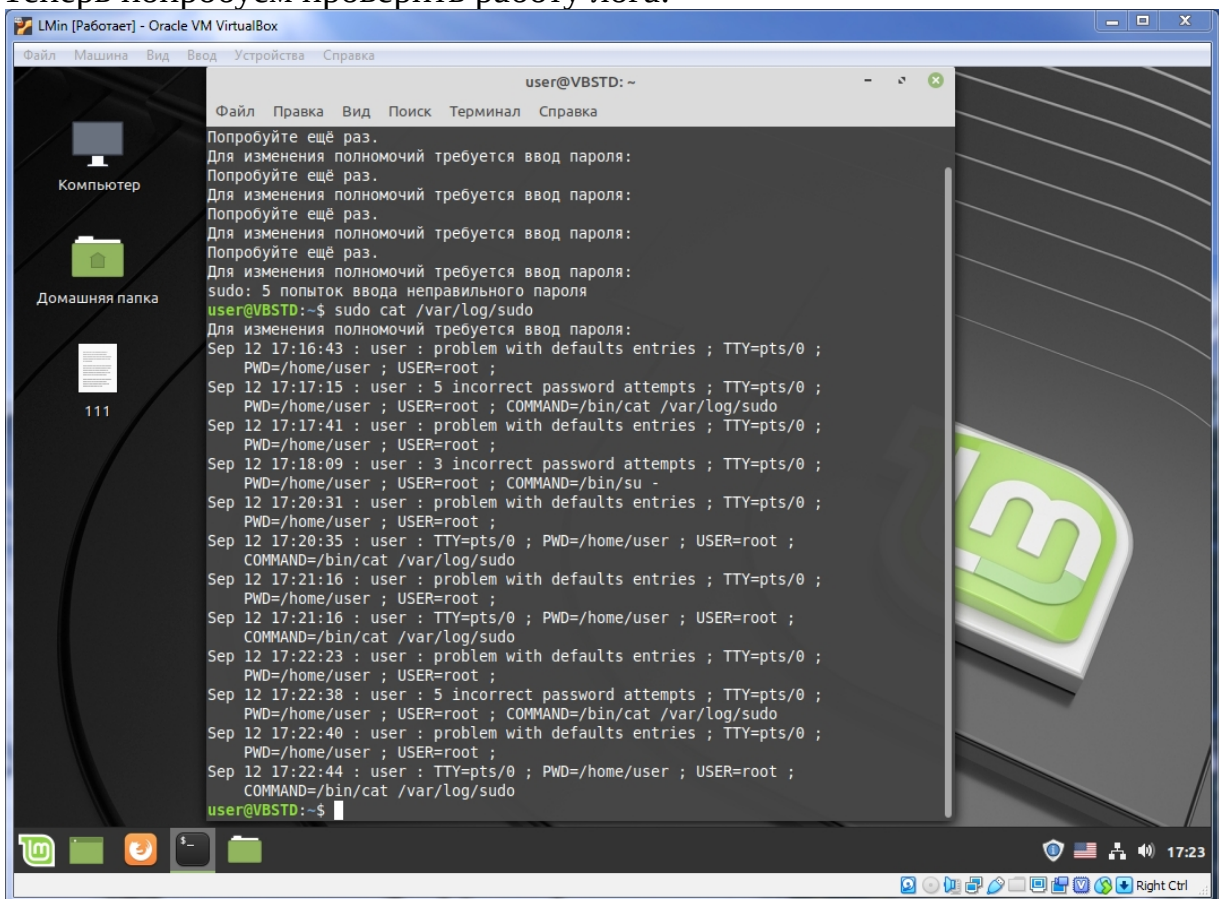 Теперь попробуем проверить работу лога:
LMin [Работает] - Oracle VM VirtualBox
Файл Машина Вид Ввод Устройства Справка
user@VBSTD: ~
Файл Правка Вид Поиск Терминал Справка
Попробуйте ещё раз.
Для изменения полномочий требуется ввод пароля:
Попробуйте ещё раз.
Для изменения полномочий требуется ввод пароля:
Попробуйте ещё раз.
Для изменения полномочий требуется ввод пароля:
Попробуйте ещё раз.
Для изменения полномочий требуется ввод пароля:
sudo: 5 попыток ввода неправильного пароля
user@VBSTD:~$ sudo cat /var/log/sudo
Для изменения полномочий требуется ввод пароля:
Sep 12 17:16:43 : user : problem with defaults entries ; TTY=pts/0 ;
PWD=/home/user ; USER=root ;
Sep 12 17:17:15 : user : 5 incorrect password attempts ; TTY=pts/0 ;
PWD=/home/user ; USER=root ; COMMAND=/bin/cat /var/log/sudo
Sep 12 17:17:41 : user : problem with defaults entries ; TTY=pts/0 ;
PWD=/home/user ; USER=root ;
Sep 12 17:18:09 : user : 3 incorrect password attempts ; TTY=pts/0 ;
PWD=/home/user ; USER=root ; COMMAND=/bin/su -
Sep 12 17:20:31 : user : problem with defaults entries ; TTY=pts/0 ;
PWD=/home/user ; USER=root ;
Sep 12 17:20:35 : user : TTY=pts/0 ; PWD=/home/user ; USER=root ;
COMMAND=/bin/cat /var/log/sudo
Sep 12 17:21:16 : user : problem with defaults entries ; TTY=pts/0 ;
PWD=/home/user ; USER=root ;
Sep 12 17:21:16 : user : TTY=pts/0 ; PWD=/home/user ; USER=root ;
COMMAND=/bin/cat /var/log/sudo
Sep 12 17:22:23 : user : problem with defaults entries ; TTY=pts/0 ;
PWD=/home/user ; USER=root ;
Sep 12 17:22:38 : user : 5 incorrect password attempts ; TTY=pts/0 ;
PWD=/home/user ; USER=root ; COMMAND=/bin/cat /var/log/sudo
Sep 12 17:22:40 : user : problem with defaults entries ; TTY=pts/0 ;
PWD=/home/user ; USER=root ;
Sep 12 17:22:44 : user : TTY=pts/0 ; PWD=/home/user ; USER=root ;
COMMAND=/bin/cat /var/log/sudo
user@VBSTD:~$
Компьютер
Домашняя папка
111
17:23
Right Ctrl